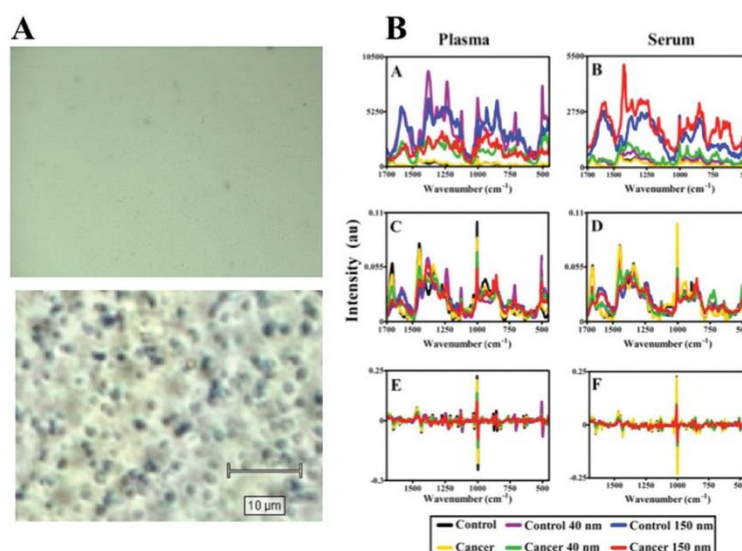 A
10 µm
B
Plasma
Serum
A
10500
5250
0
1700 1500 1250 1000 750 500
Wavenumber (cm⁻¹)
B
5500
2750
0
1700 1500 1250 1000 750 500
Wavenumber (cm⁻¹)
Intensity (au)
C
0.11
0.055
0
1700 1500 1250 1000 750 500
Wavenumber (cm⁻¹)
D
0.11
0.055
0
1700 1500 1250 1000 750 500
Wavenumber (cm⁻¹)
E
0.25
0
-0.3
1700 1500 1250 1000 750 500
Wavenumber (cm⁻¹)
F
0.25
0
-0.25
1700 1500 1250 1000 750 500
Wavenumber (cm⁻¹)
Control Control 40 nm Control 150 nm
Cancer Cancer 40 nm Cancer 150 nm